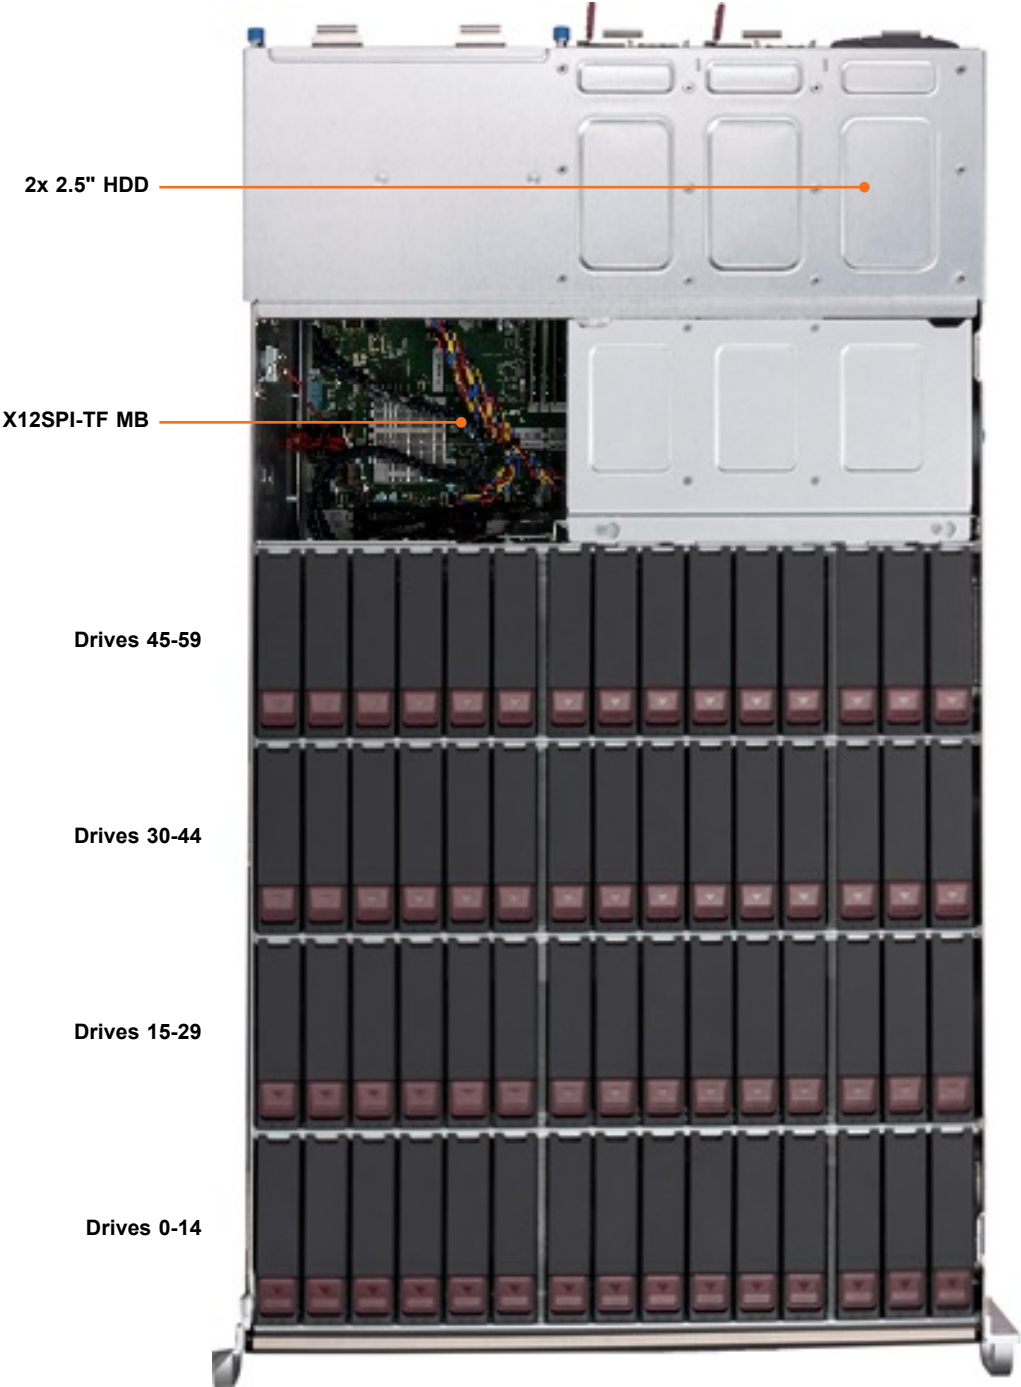 2x 2.5" HDD
X12SPI-TF MB
Drives 45-59
Drives 30-44
Drives 15-29
Drives 0-14